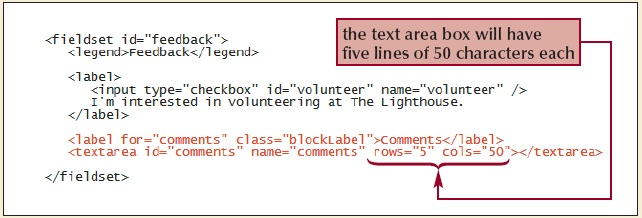 the text area box will have
five lines of 50 characters each
<fieldset id="feedback">
<legend>Feedback</legend>
<label>
<input type="checkbox" id="volunteer" name="volunteer" />
I'm interested in volunteering at The Lighthouse.
</label>
<label for="comments" class="blockLabel">Comments</label>
<textarea id="comments" name="comments" rows="5" cols="50"></textarea>
</fieldset>